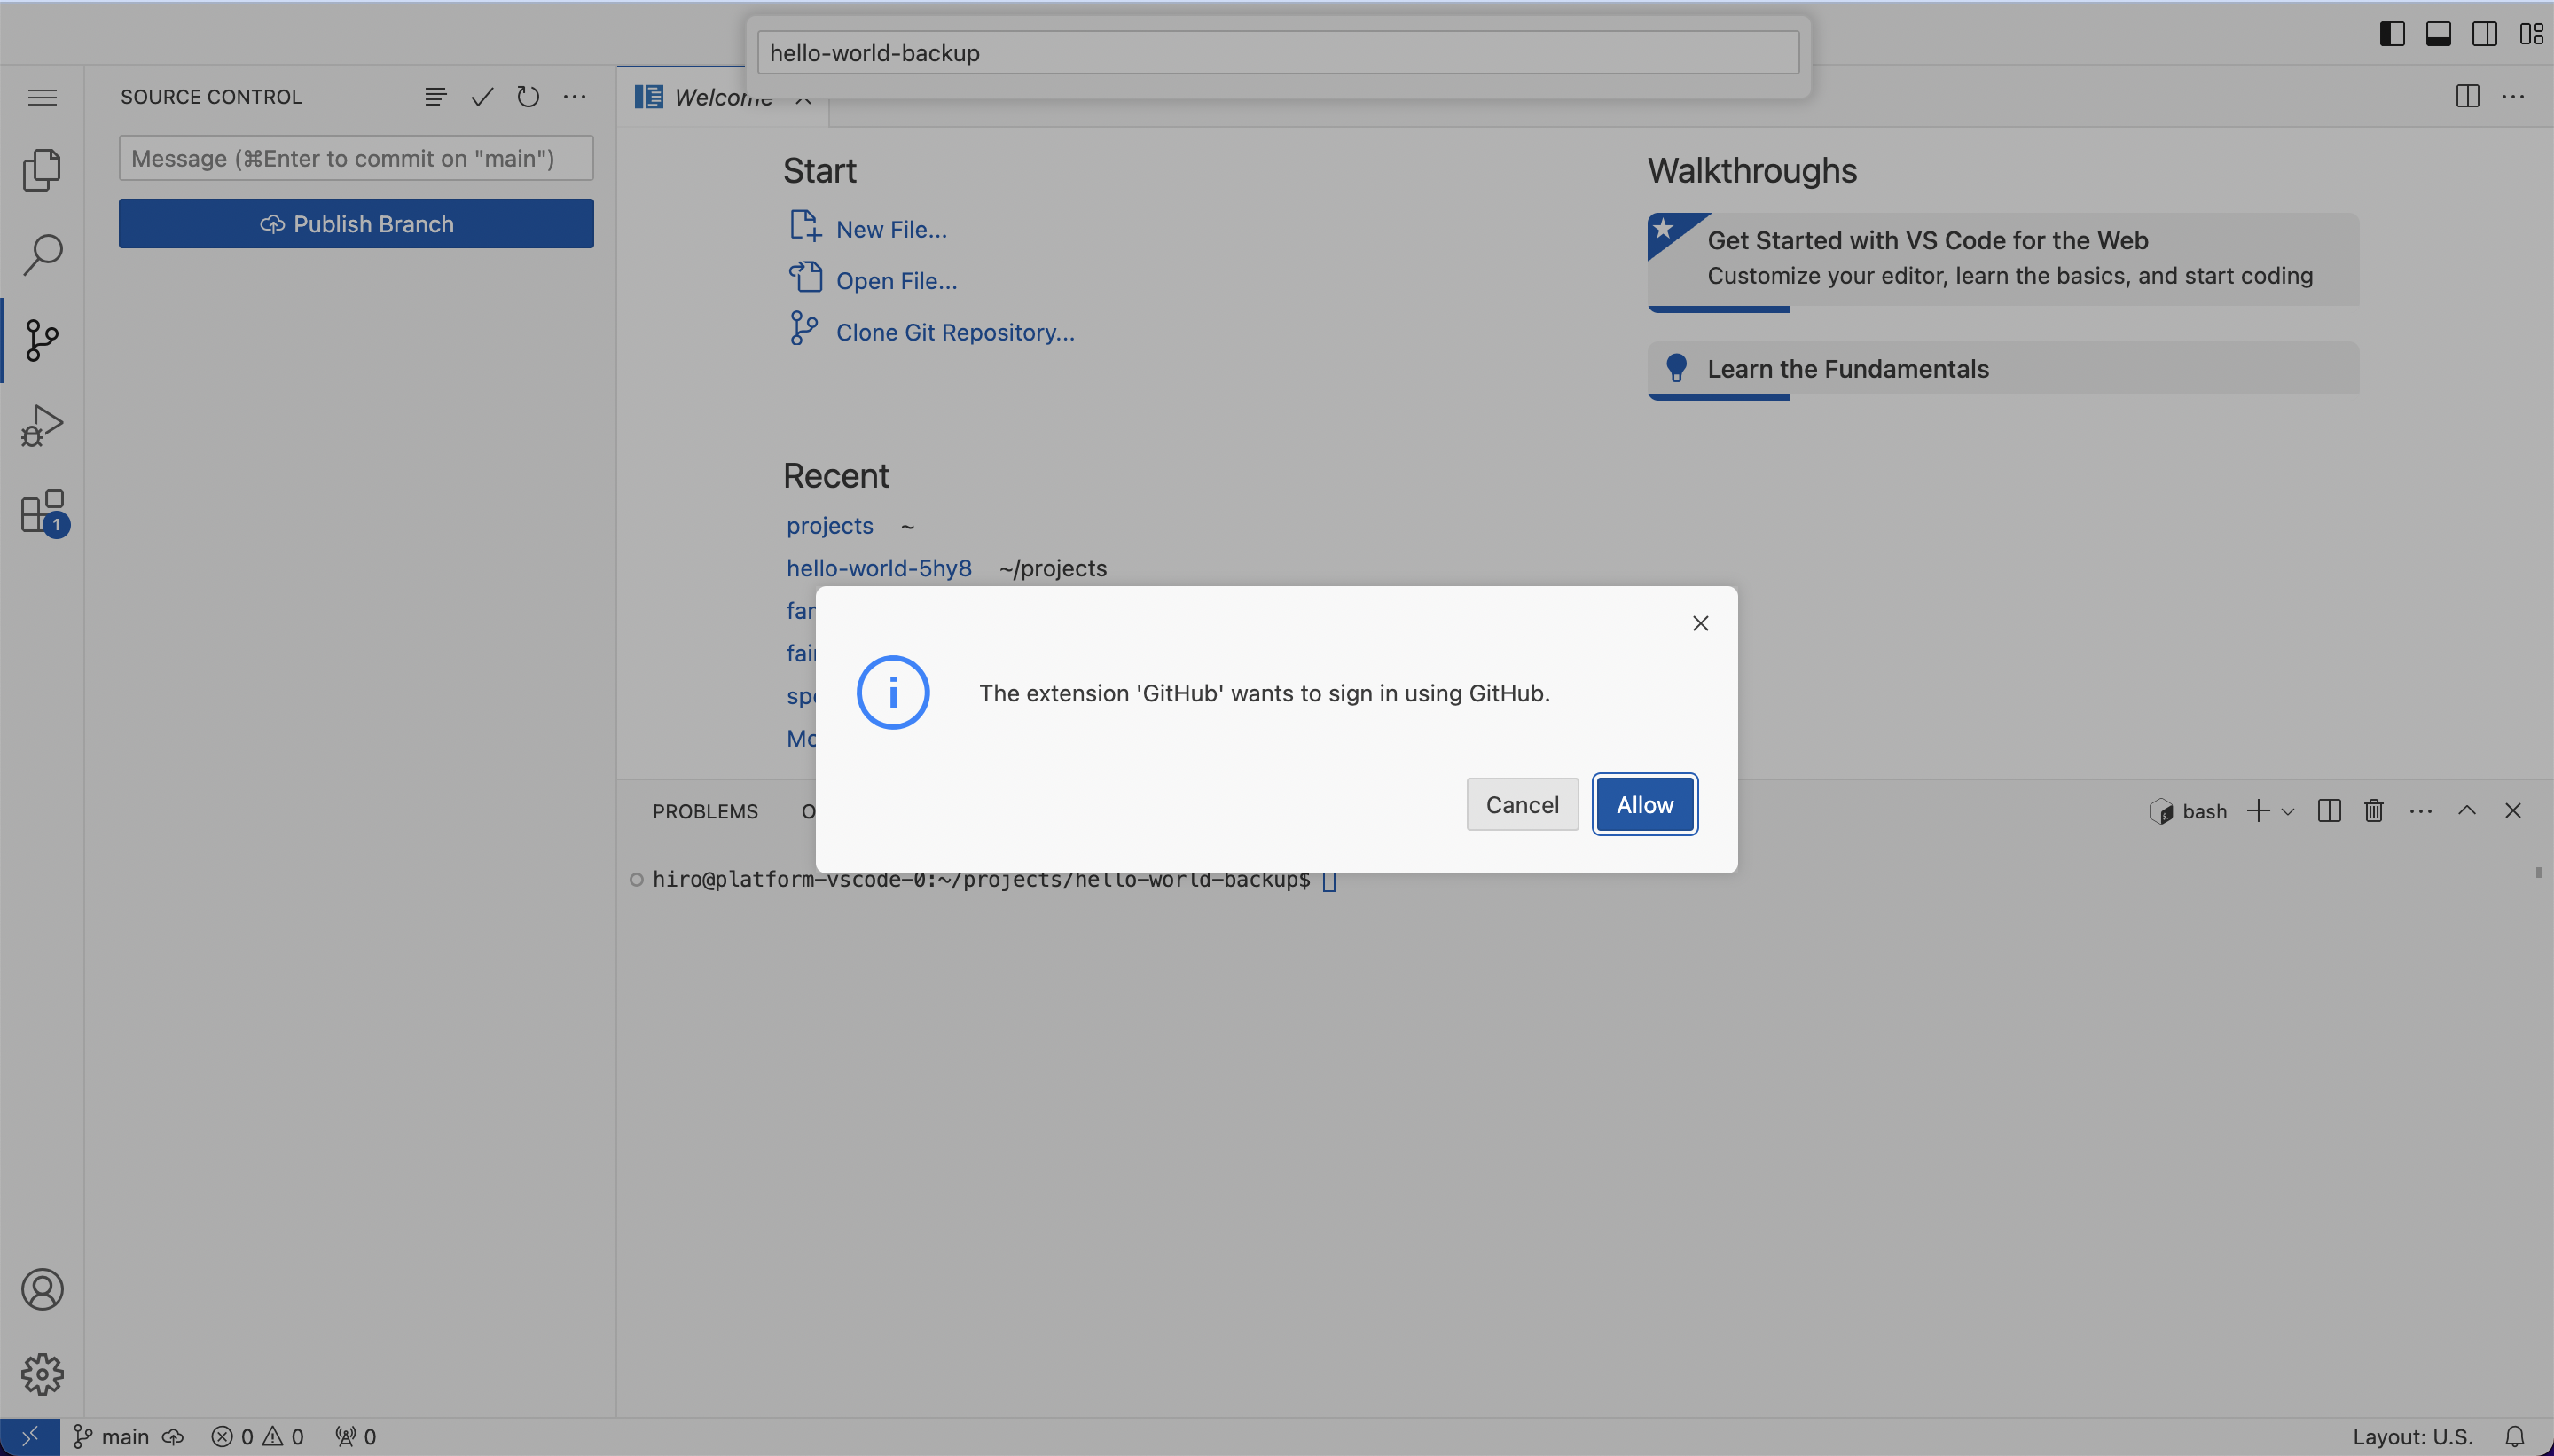 hello-world-backup
SOURCE CONTROL
Message (⌘Enter to commit on "main")
Publish Branch
1
Welcome
Start
New File...
Open File...
Clone Git Repository...
Walkthroughs
Get Started with VS Code for the Web
Customize your editor, learn the basics, and start coding
Learn the Fundamentals
Recent
projects ~
hello-world-5hy8 ~/projects
The extension 'GitHub' wants to sign in using GitHub.
Cancel Allow
PROBLEMS
bash
hiro@platform-vscode-0:~/projects/hello-world-backup$
main 0 0 0
Layout: U.S.